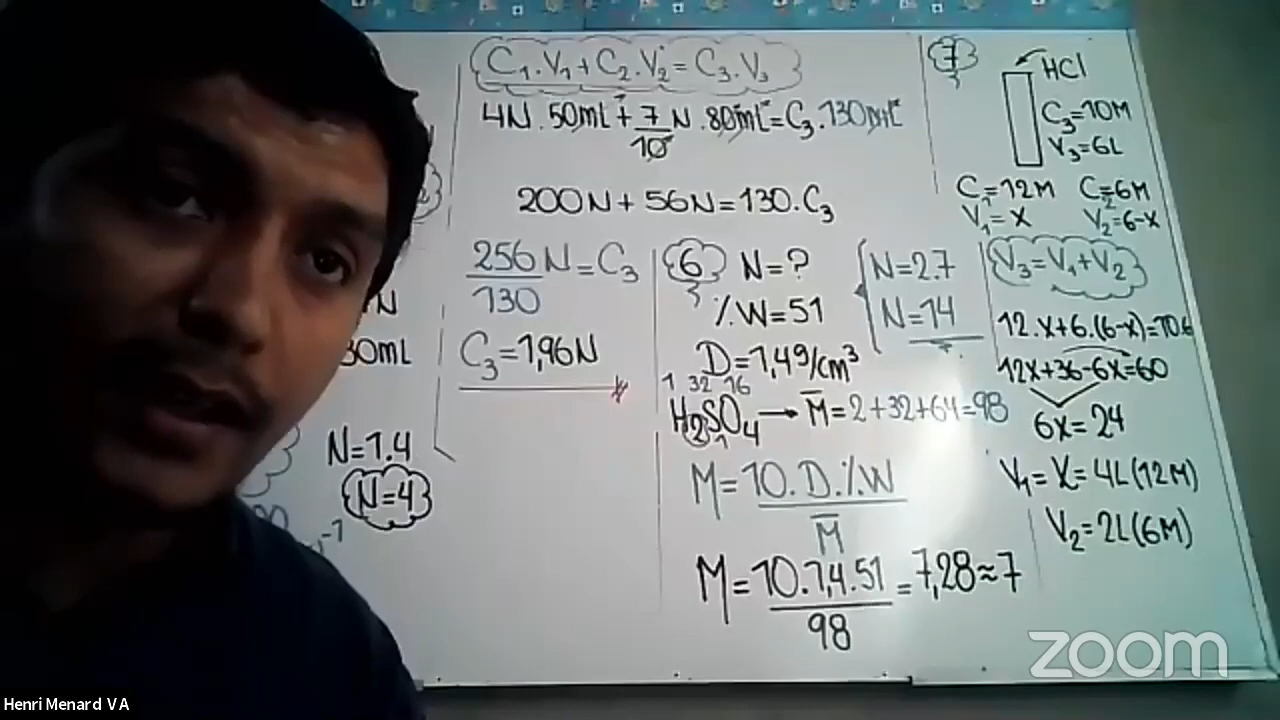 C₁.V₁+C₂.V₂=C₃.V₃
4N.50mL+7/10 N.80mL=C₃.130mL
200N+56N=130.C₃
256/130 N=C₃
C₃=1,96N
30mL
N=1.4
N=4
6 N=?
%W=51
D=1,4g/cm³
N=2.7
N=14
1 32 16
H₂SO₄→M̅=2+32+64=98
M=10.D.%W/M̅
M=10.1,4.51/98=7,28≈7
7
HCl
C₃=10M
V₃=6L
C₁=12M C₂=6M
V₁=X V₂=6-X
V₃=V₁+V₂
12.X+6.(6-X)=10.6
12X+36-6X=60
6X=24
V₁=X=4L(12M)
V₂=2L(6M)
zoom
Henri Menard VA